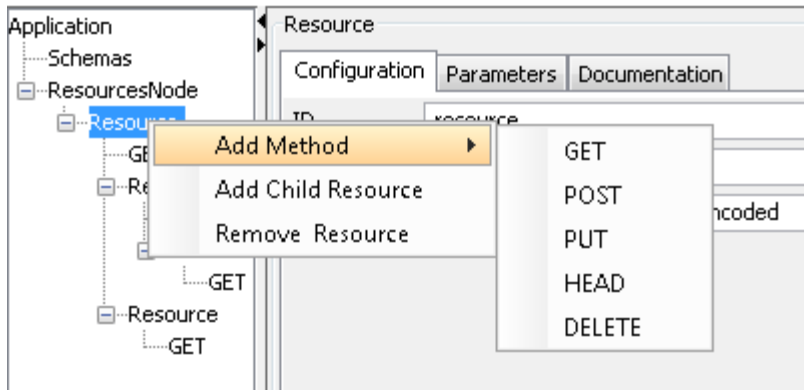 Application
Schemas
ResourcesNode
Resource
GET
Resource
GET
Resource
Configuration
Parameters
Documentation
ID
resource
Add Method
Add Child Resource
Remove Resource
GET
POST
PUT
HEAD
DELETE